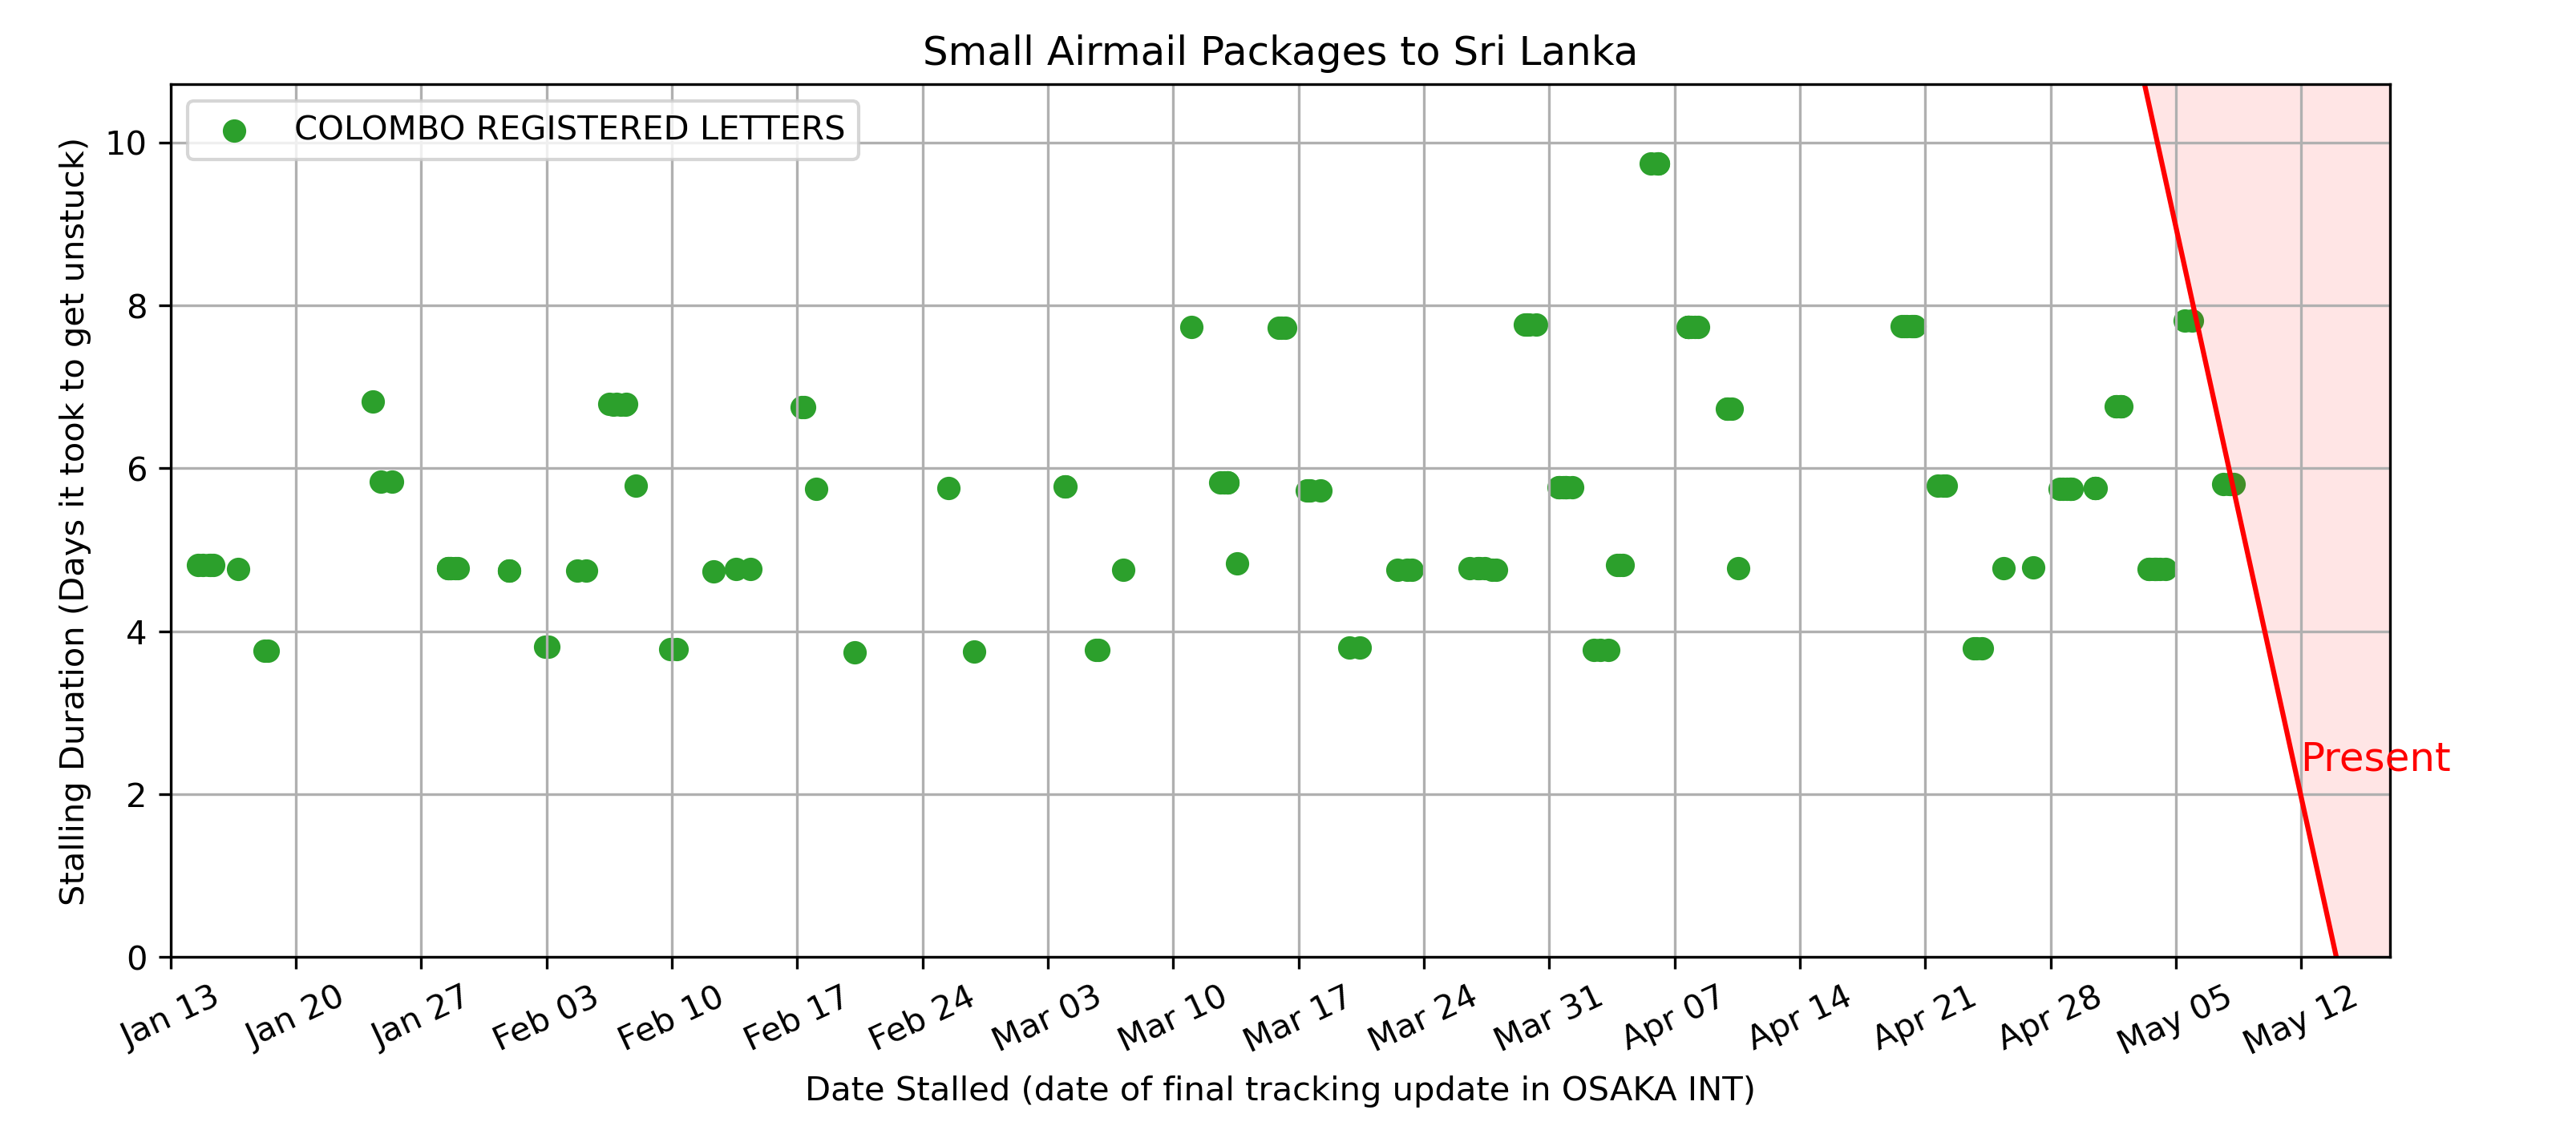 Small Airmail Packages to Sri Lanka
COLOMBO REGISTERED LETTERS
Stalling Duration (Days it took to get unstuck)
10
8
6
4
2
0
Present
Jan 13
Jan 20
Jan 27
Feb 03
Feb 10
Feb 17
Feb 24
Mar 03
Mar 10
Mar 17
Mar 24
Mar 31
Apr 07
Apr 14
Apr 21
Apr 28
May 05
May 12
Date Stalled (date of final tracking update in OSAKA INT)